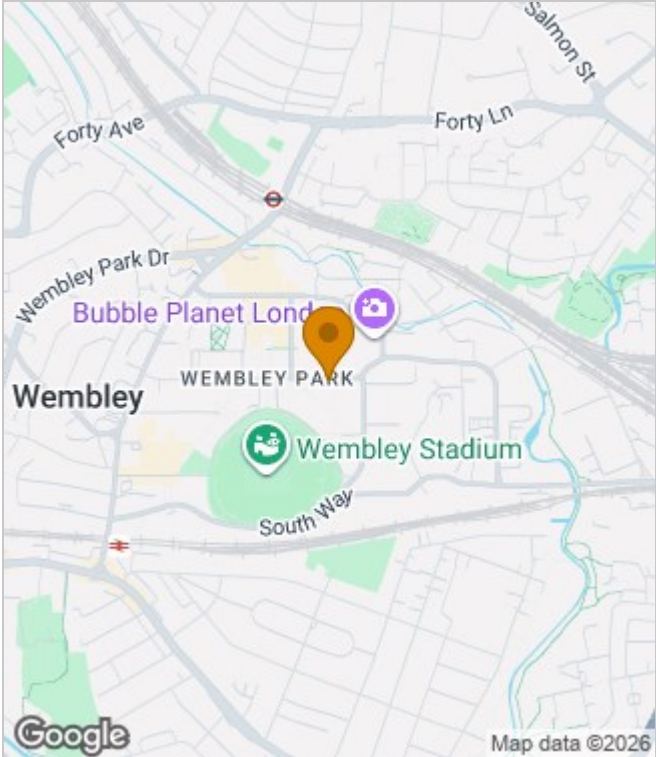 Salmon St
Forty Ave
Forty Ln
Wembley Park Dr
Bubble Planet Lond
WEMBLEY PARK
Wembley
Wembley Stadium
South Way
Google
Map data ©2026